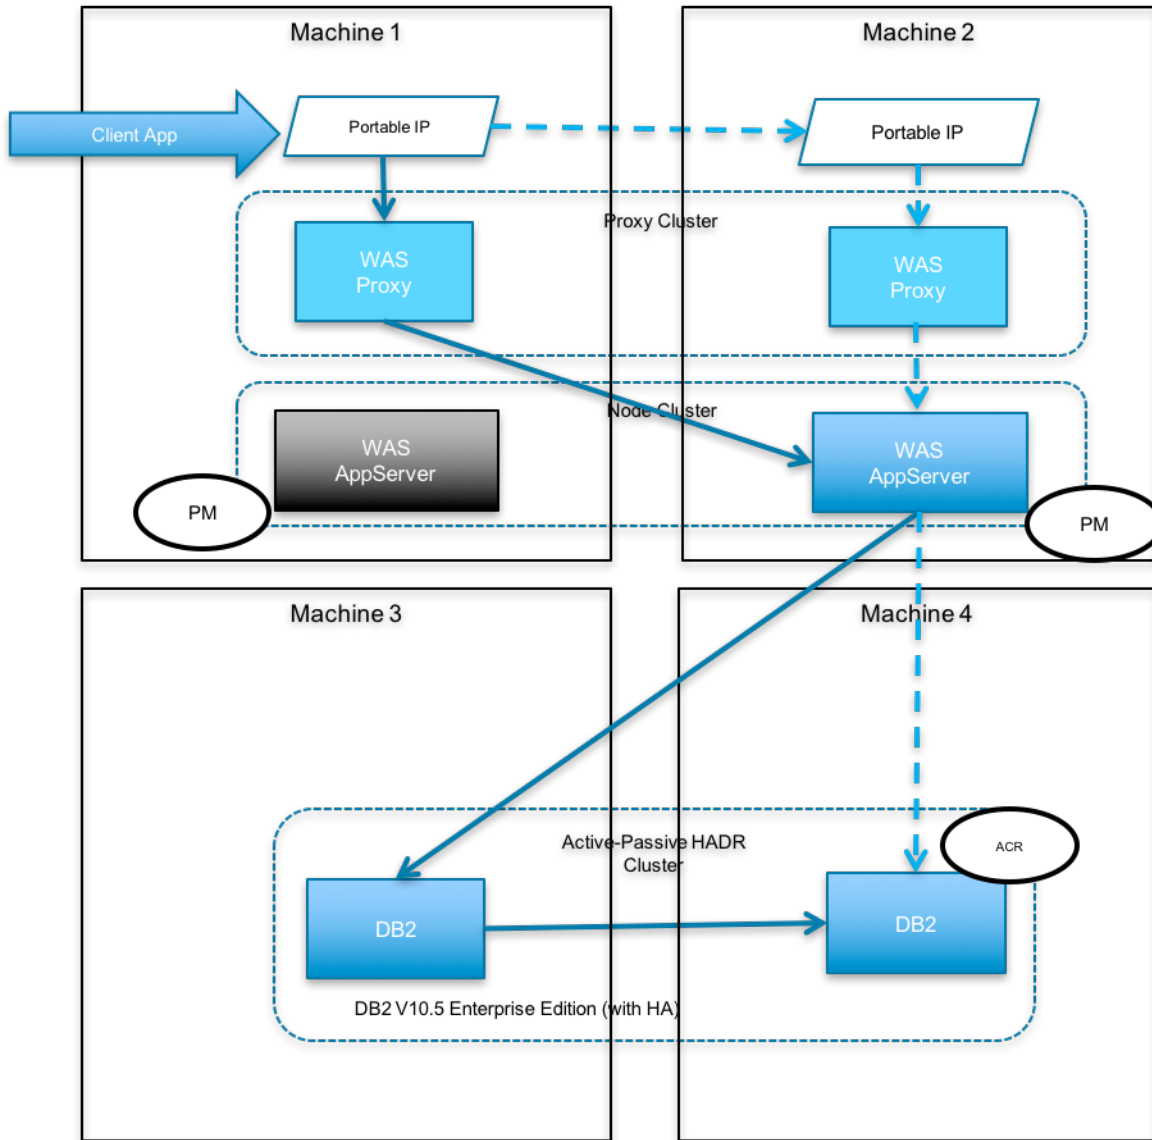 Machine 1
Machine 2
Client App
Portable IP
Portable IP
Proxy Cluster
WAS
Proxy
WAS
Proxy
Node Cluster
WAS
AppServer
WAS
AppServer
PM
PM
Machine 3
Machine 4
Active-Passive HADR
Cluster
ACR
DB2
DB2
DB2 V10.5 Enterprise Edition (with HA)